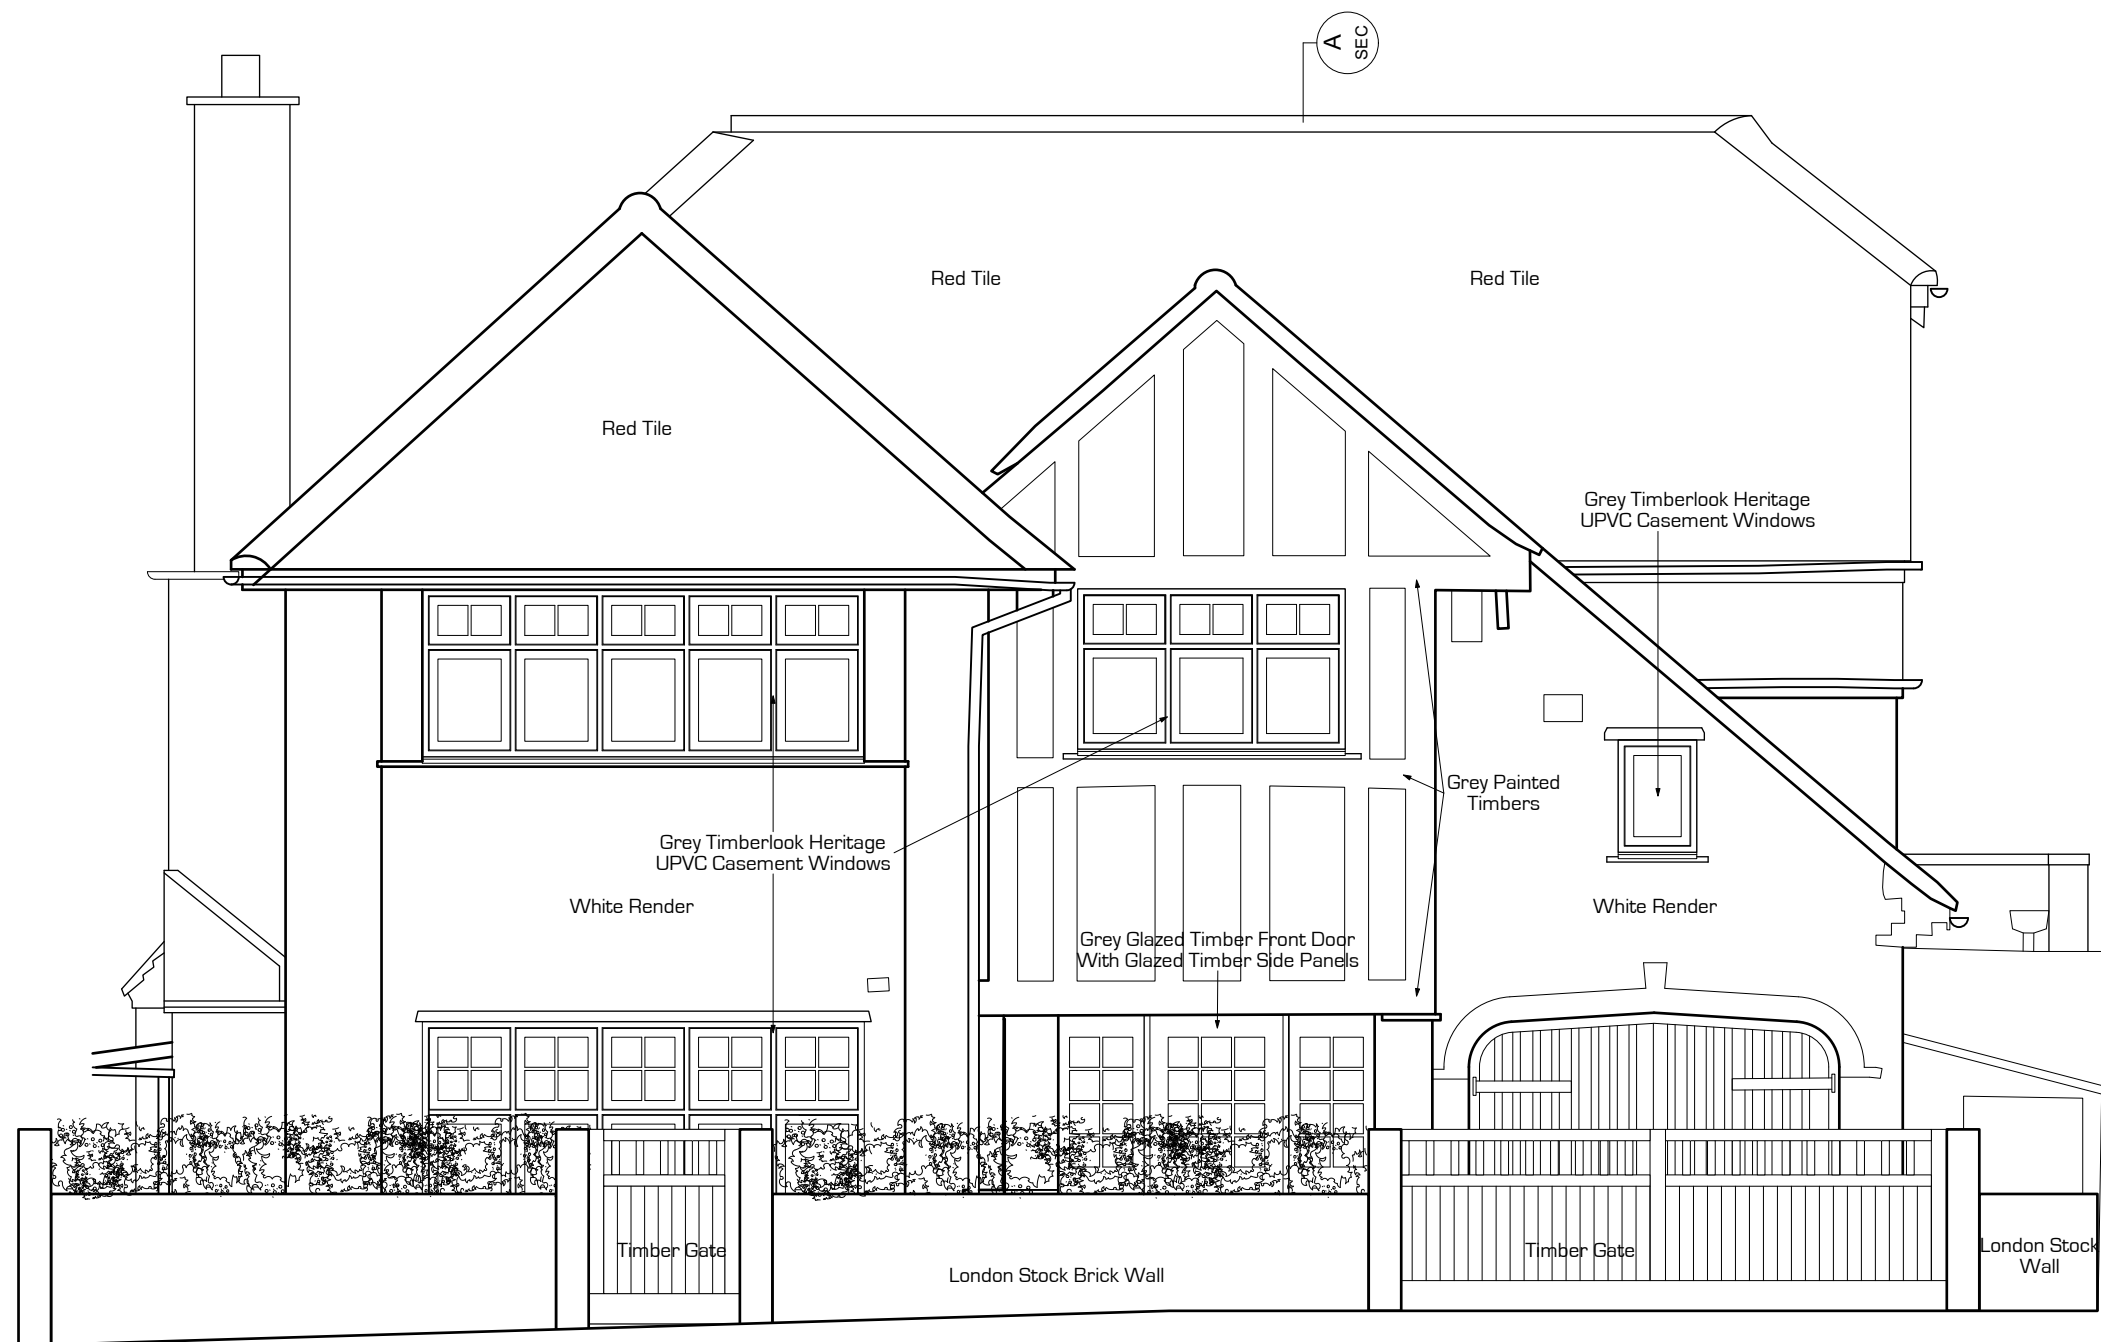 A
SEC
Red Tile
Red Tile
Red Tile
Grey Timberlook Heritage
UPVC Casement Windows
Grey Painted
Timbers
Grey Timberlook Heritage
UPVC Casement Windows
White Render
White Render
Grey Glazed Timber Front Door
With Glazed Timber Side Panels
Timber Gate
Timber Gate
London Stock Brick Wall
London Stock
Wall